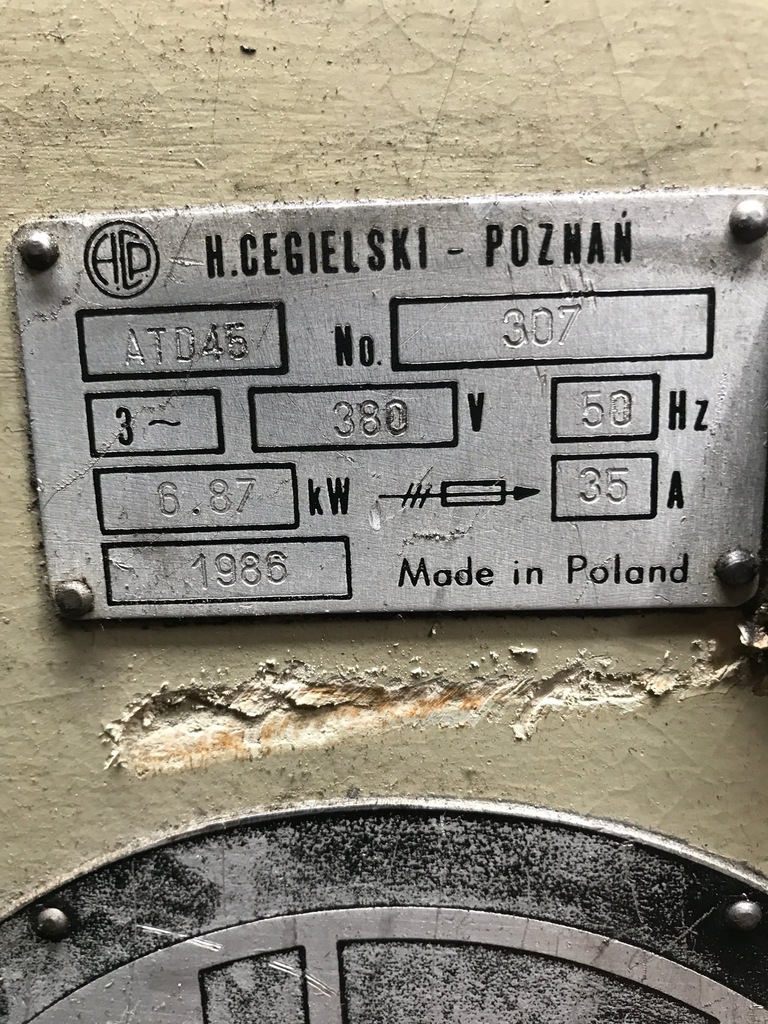 HCP H.CEGIELSKI - POZNAŃ
ATD45 No. 307
3 ~ 380 V 50 Hz
6.87 kW 35 A
1986 Made in Poland